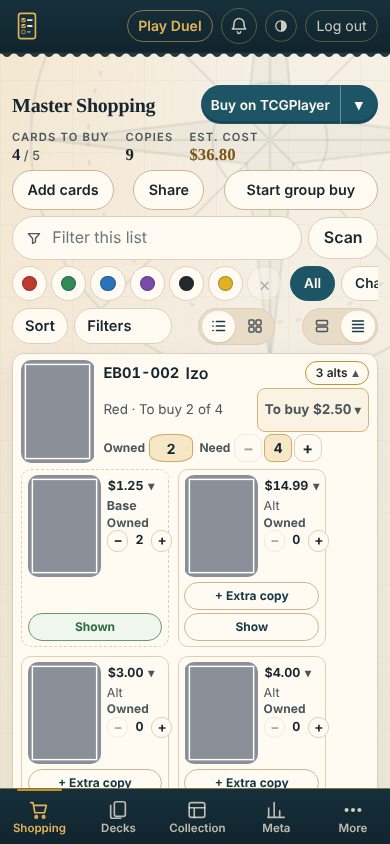 Play Duel
Log out
Master Shopping
Buy on TCGPlayer ▼
CARDS TO BUY COPIES EST. COST
4 / 5 9 $36.80
Add cards Share Start group buy
Filter this list Scan
× All Cha
Sort Filters
EB01-002 Izo 3 alts ▲
Red · To buy 2 of 4 To buy $2.50 ▼
Owned 2 Need − 4 +
$1.25 ▼ $14.99 ▼
Base Alt
Owned Owned
− 2 + − 0 +
+ Extra copy
Shown Show
$3.00 ▼ $4.00 ▼
Alt Alt
Owned Owned
− 0 + − 0 +
+ Extra copy + Extra copy
Shopping Decks Collection Meta More